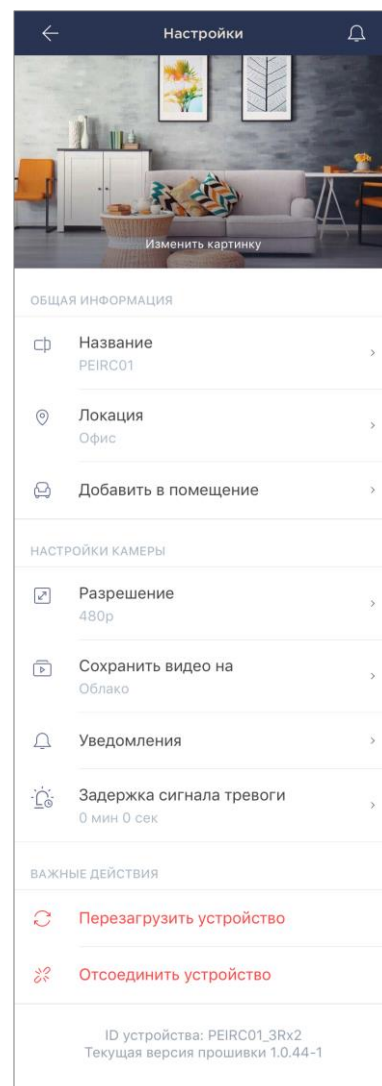 Настройки
Изменить картинку
ОБЩАЯ ИНФОРМАЦИЯ
Название
PEIRC01
Локация
Офис
Добавить в помещение
НАСТРОЙКИ КАМЕРЫ
Разрешение
480p
Сохранить видео на
Облако
Уведомления
Задержка сигнала тревоги
0 мин 0 сек
ВАЖНЫЕ ДЕЙСТВИЯ
Перезагрузить устройство
Отсоединить устройство
ID устройства: PEIRC01_3Rx2
Текущая версия прошивки 1.0.44-1